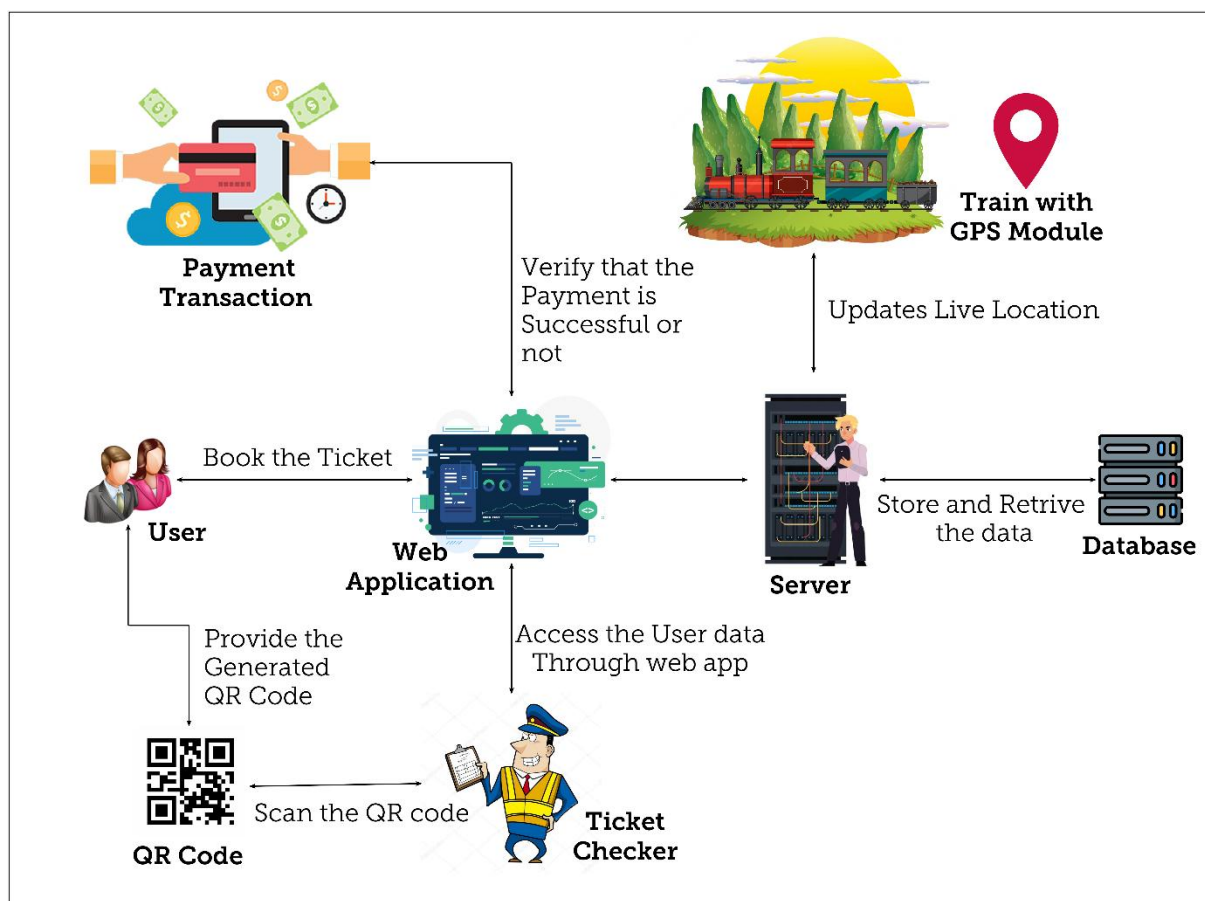 Payment
Transaction
Verify that the
Payment is
Successful or
not
Train with
GPS Module
Updates Live Location
Book the Ticket
User
Web
Application
Server
Store and Retrive
the data
Database
Provide the
Generated
QR Code
Access the User data
Through web app
QR Code
Scan the QR code
Ticket
Checker